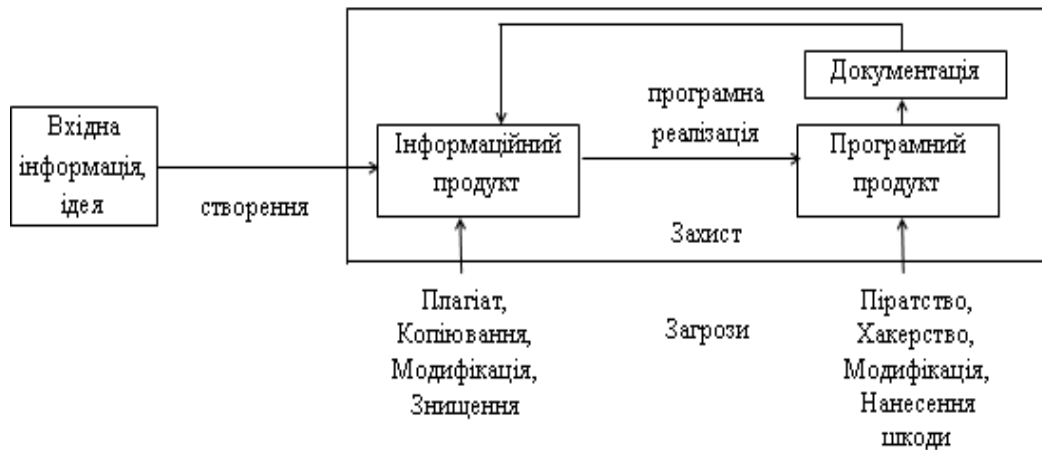 Документація
програмна
реалізація
Вхідна
інформація,
ідея
створення
Інформаційний
продукт
Програмний
продукт
Захист
Плагіат,
Копіювання,
Модифікація,
Знищення
Загрози
Піратство,
Хакерство,
Модифікація,
Нанесення
шкоди